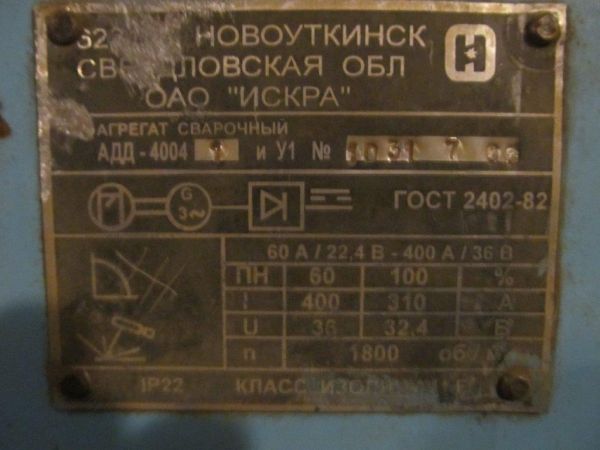 НОВОУТКИНСК
СВЕРДЛОВСКАЯ ОБЛ
ОАО "ИСКРА"
АГРЕГАТ СВАРОЧНЫЙ
АДД - 4004 и У1 №
G
3~
ГОСТ 2402-82
60 А / 22,4 В - 400 А / 36 В
ПН 60 100 %
I 400 310 А
U 36 32,4 В
n 1800 об/м
IP22 КЛАСС